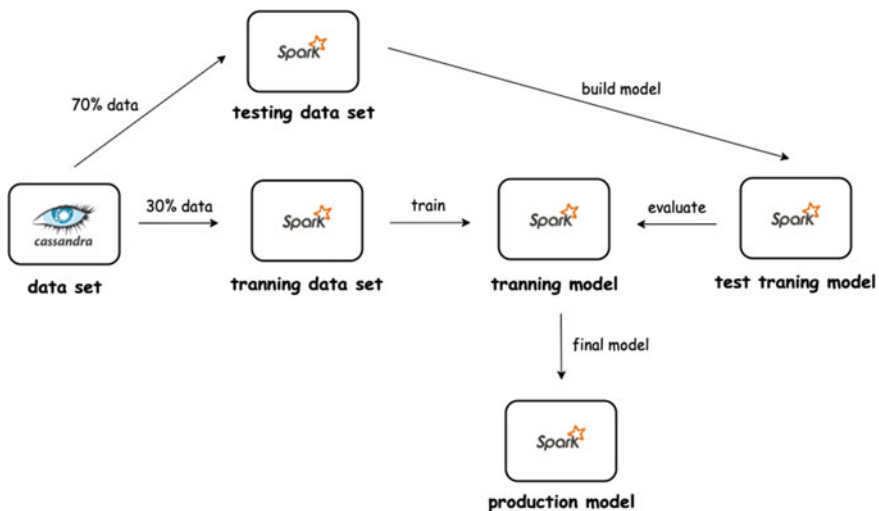 Spark
testing data set
70% data
build model
cassandra
data set
30% data
Spark
tranning data set
train
Spark
tranning model
evaluate
Spark
test traning model
final model
Spark
production model